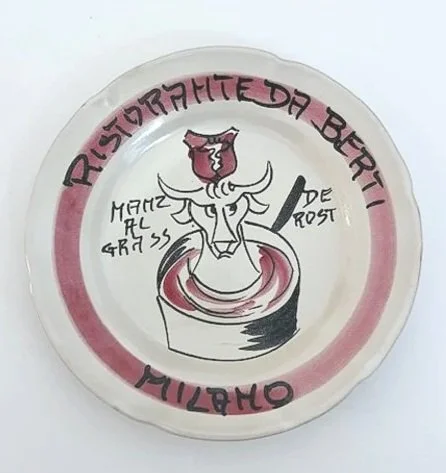 RISTORANTE DA BERTI
MANZ
AL
GRASS
DE
ROST
MILANO